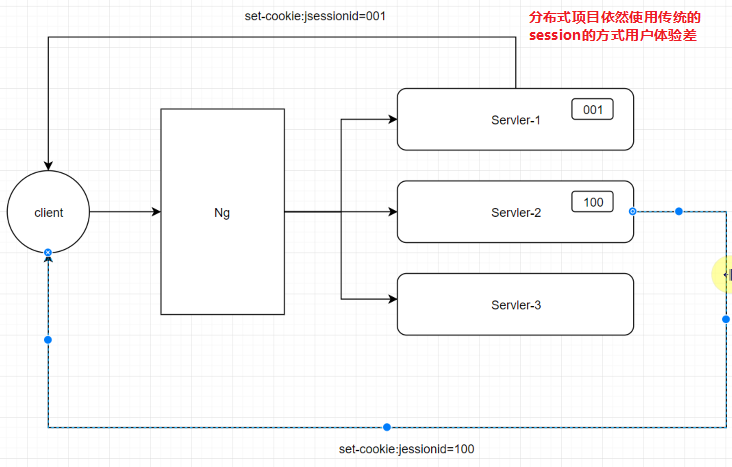 set-cookie:jsessionid=001
分布式项目依然使用传统的
session的方式用户体验差
001
Servler-1
client
Ng
100
Servler-2
Servler-3
set-cookie:jessionid=100